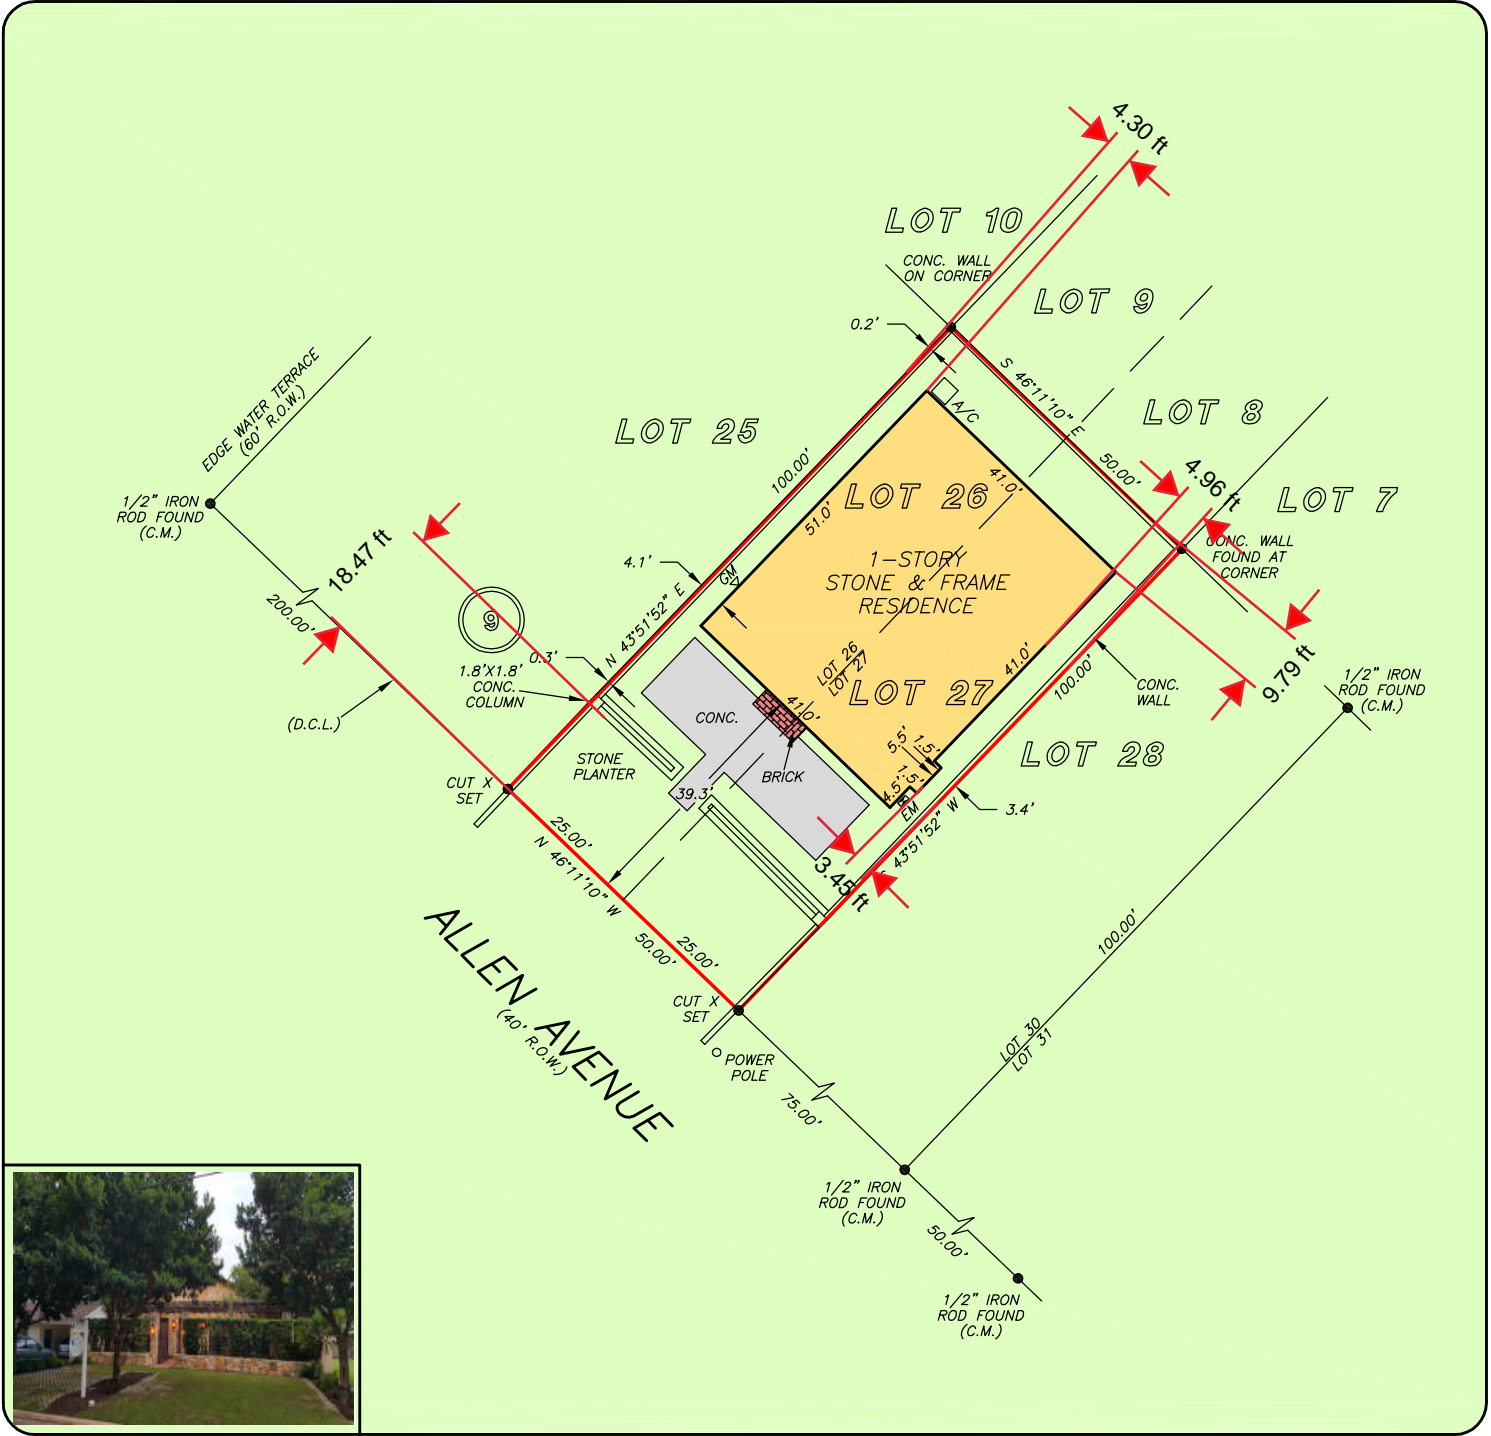 4.30 ft
LOT 10
CONC. WALL
ON CORNER
LOT 9
0.2'
EDGE WATER TERRACE
(60' R.O.W.)
S 46°11'10" E
A/C
LOT 8
LOT 25
50.00'
4.96 ft
100.00'
41.0'
LOT 26
LOT 7
1/2" IRON
ROD FOUND
(C.M.)
51.0'
18.47 ft
CONC. WALL
FOUND AT
CORNER
1-STORY
STONE & FRAME
RESIDENCE
4.1'
GM
200.00'
9
N 43°51'52" E
0.3'
1.8'X1.8'
CONC.
COLUMN
LOT 26
LOT 27
41.0'
100.00'
9.79 ft
1/2" IRON
ROD FOUND
(C.M.)
LOT 27
CONC.
WALL
(D.C.L.)
CONC.
41.0'
STONE
PLANTER
BRICK
5.5'
1.5'
LOT 28
CUT X
SET
39.3'
4.5'
1.5'
EM
3.4'
25.00'
N 46°11'10" W
43°51'52" W
3.45 ft
50.00'
25.00'
100.00'
ALLEN AVENUE
(40' R.O.W.)
CUT X
SET
POWER
POLE
LOT 30
LOT 31
75.00'
1/2" IRON
ROD FOUND
(C.M.)
50.00'
1/2" IRON
ROD FOUND
(C.M.)